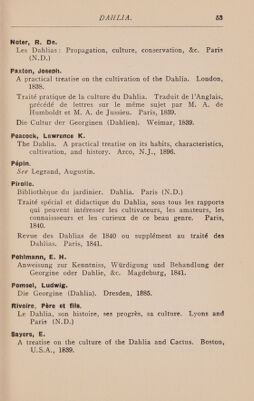 DAHLIA. 53
Noter, R. De.
Les Dahlias: Propagation, culture, conservation, &c. Paris
(N.D.)
Paxton, Joseph.
A practical treatise on the cultivation of the Dahlia. London,
1838.
Traité pratique de la culture du Dahlia. Traduit de l'Anglais,
précédé de lettres sur le même sujet par M. A. de
Humboldt et M. A. de Jussieu. Paris, 1839.
Die Cultur der Georginen (Dahlien). Weimar, 1839.
Peacock, Lawrence K.
The Dahlia. A practical treatise on its habits, characteristics,
cultivation, and history. Arco, N.J., 1896.
Pépin.
See Legrand, Augustin.
Pirolle.
Bibliothèque du jardinier. Dahlia. Paris (N.D.)
Traité spécial et didactique du Dahlia, sous tous les rapports
qui peuvent intéresser les cultivateurs, les amateurs, les
connaisseurs et les curieux de ce beau genre. Paris,
1840.
Revue des Dahlias de 1840 ou supplément au traité des
Dahlias. Paris, 1841.
Pohlmann, E. H.
Anweisung zur Kenntniss, Würdigung und Behandlung der
Georgine oder Dahlie, &c. Magdeburg, 1841.
Pomsel, Ludwig.
Die Georgine (Dahlia). Dresden, 1885.
Rivoire, Père et fils.
Le Dahlia, son histoire, ses progrès, sa culture. Lyons and
Paris (N.D.)
Sayers, E.
A treatise on the culture of the Dahlia and Cactus. Boston,
U.S.A., 1839.